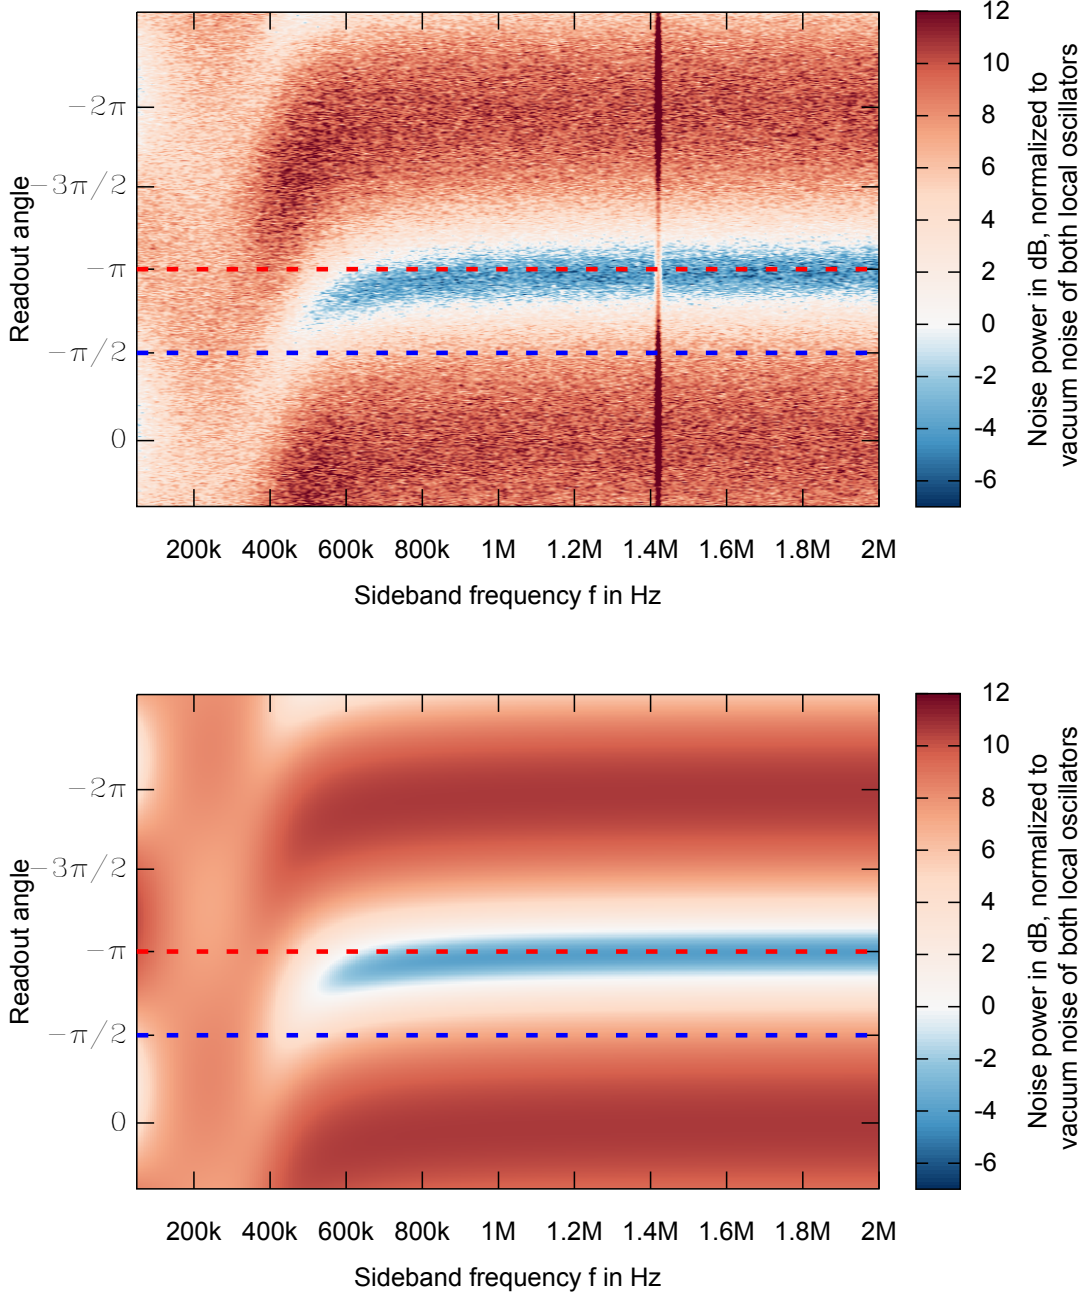 12
10
8
6
4
2
0
-2
-4
-6
Noise power in dB, normalized to
vacuum noise of both local oscillators
Readout angle
−2π
−3π/2
−π
−π/2
0
200k 400k 600k 800k 1M 1.2M 1.4M 1.6M 1.8M 2M
Sideband frequency f in Hz
12
10
8
6
4
2
0
-2
-4
-6
Noise power in dB, normalized to
vacuum noise of both local oscillators
Readout angle
−2π
−3π/2
−π
−π/2
0
200k 400k 600k 800k 1M 1.2M 1.4M 1.6M 1.8M 2M
Sideband frequency f in Hz